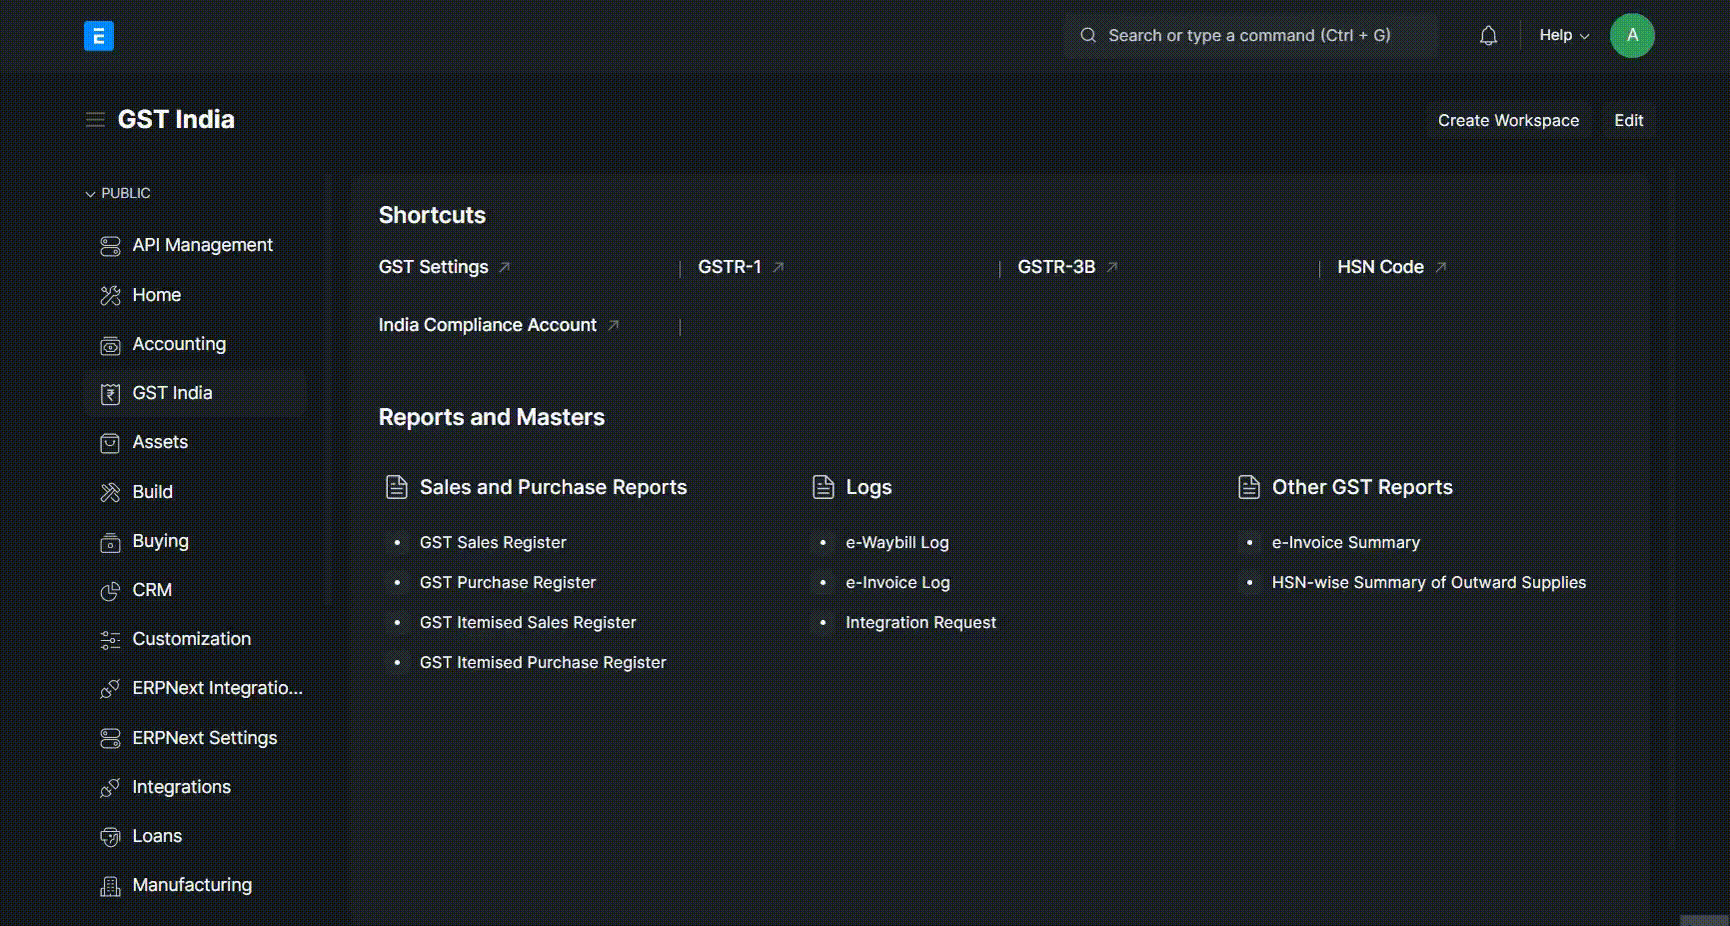 E
Search or type a command (Ctrl + G)
Help
A
GST India
Create Workspace
Edit
PUBLIC
API Management
Home
Accounting
GST India
Assets
Build
Buying
CRM
Customization
ERPNext Integratio...
ERPNext Settings
Integrations
Loans
Manufacturing
Shortcuts
GST Settings
GSTR-1
GSTR-3B
HSN Code
India Compliance Account
Reports and Masters
Sales and Purchase Reports
GST Sales Register
GST Purchase Register
GST Itemised Sales Register
GST Itemised Purchase Register
Logs
e-Waybill Log
e-Invoice Log
Integration Request
Other GST Reports
e-Invoice Summary
HSN-wise Summary of Outward Supplies